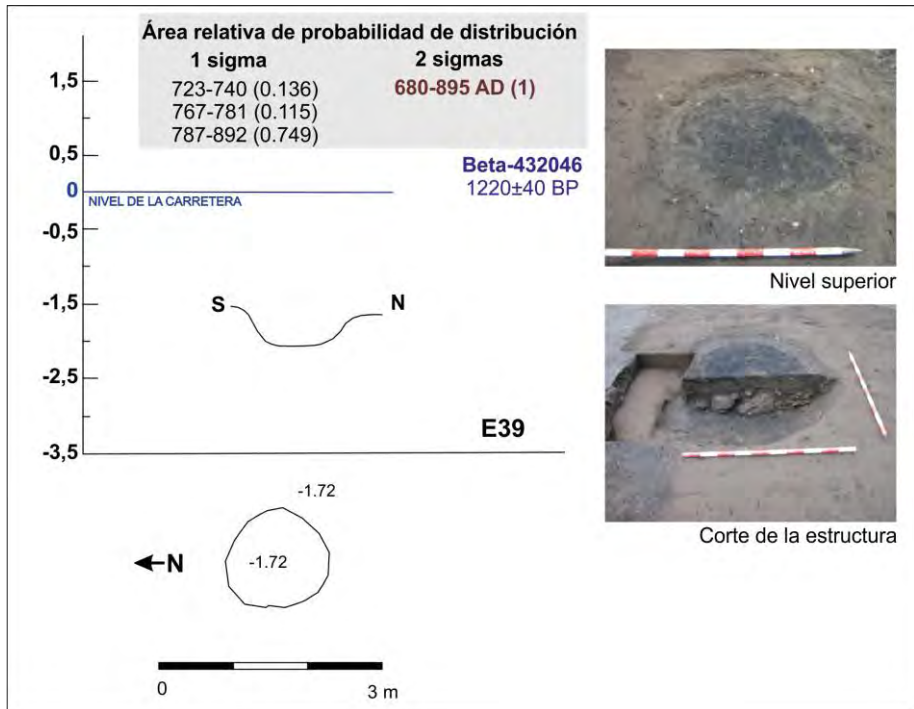 Área relativa de probabilidad de distribución
1 sigma
2 sigmas
723-740 (0.136)
680-895 AD (1)
767-781 (0.115)
787-892 (0.749)
Beta-432046
1220±40 BP
1,5
0,5
0
NIVEL DE LA CARRETERA
-0,5
-1,5
S
N
-2,5
E39
-3,5
-1.72
-1.72
N
0
3 m
Nivel superior
Corte de la estructura